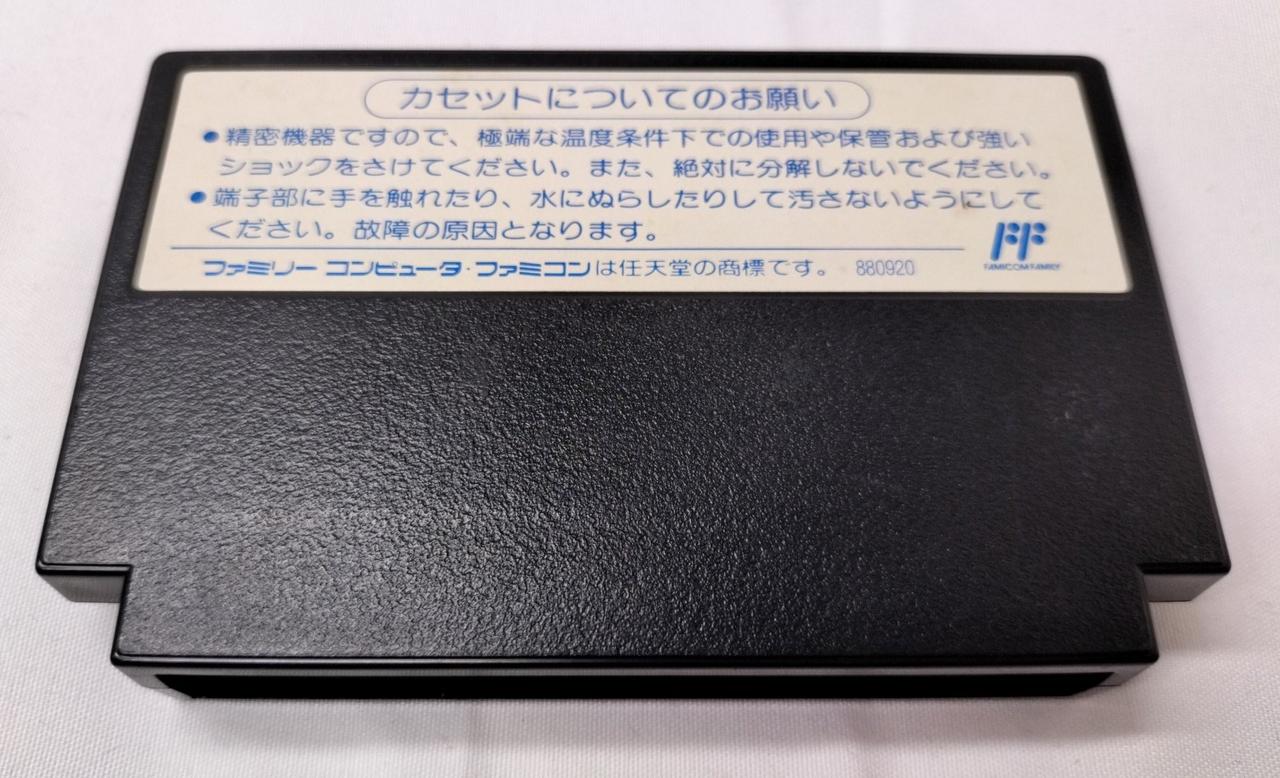 カセットについてのお願い
●精密機器ですので、極端な温度条件下での使用や保管および強い
ショックをさけてください。また、絶対に分解しないでください。
●端子部に手を触れたり、水にぬらしたりして汚さないようにして
ください。故障の原因となります。
ファミリー コンピュータ・ファミコンは任天堂の商標です。 880920
FF
FAMICOM FAMILY